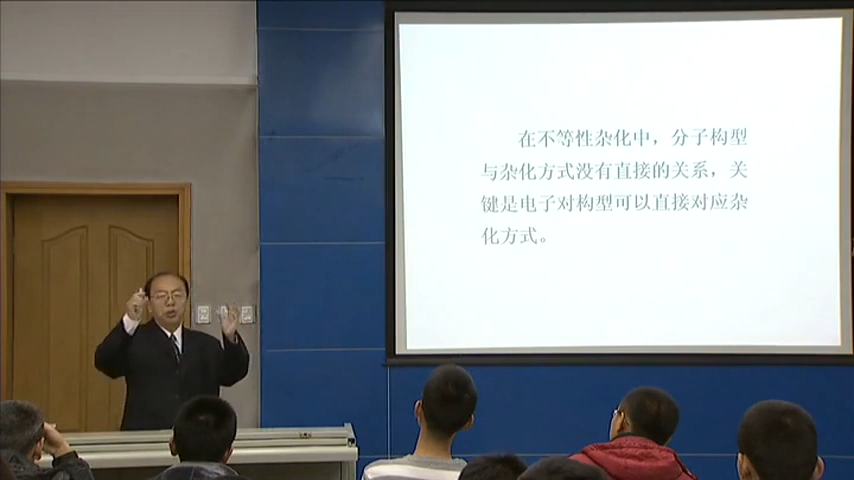 在不等性杂化中，分子构型
与杂化方式没有直接的关系，关
键是电子对构型可以直接对应杂
化方式。